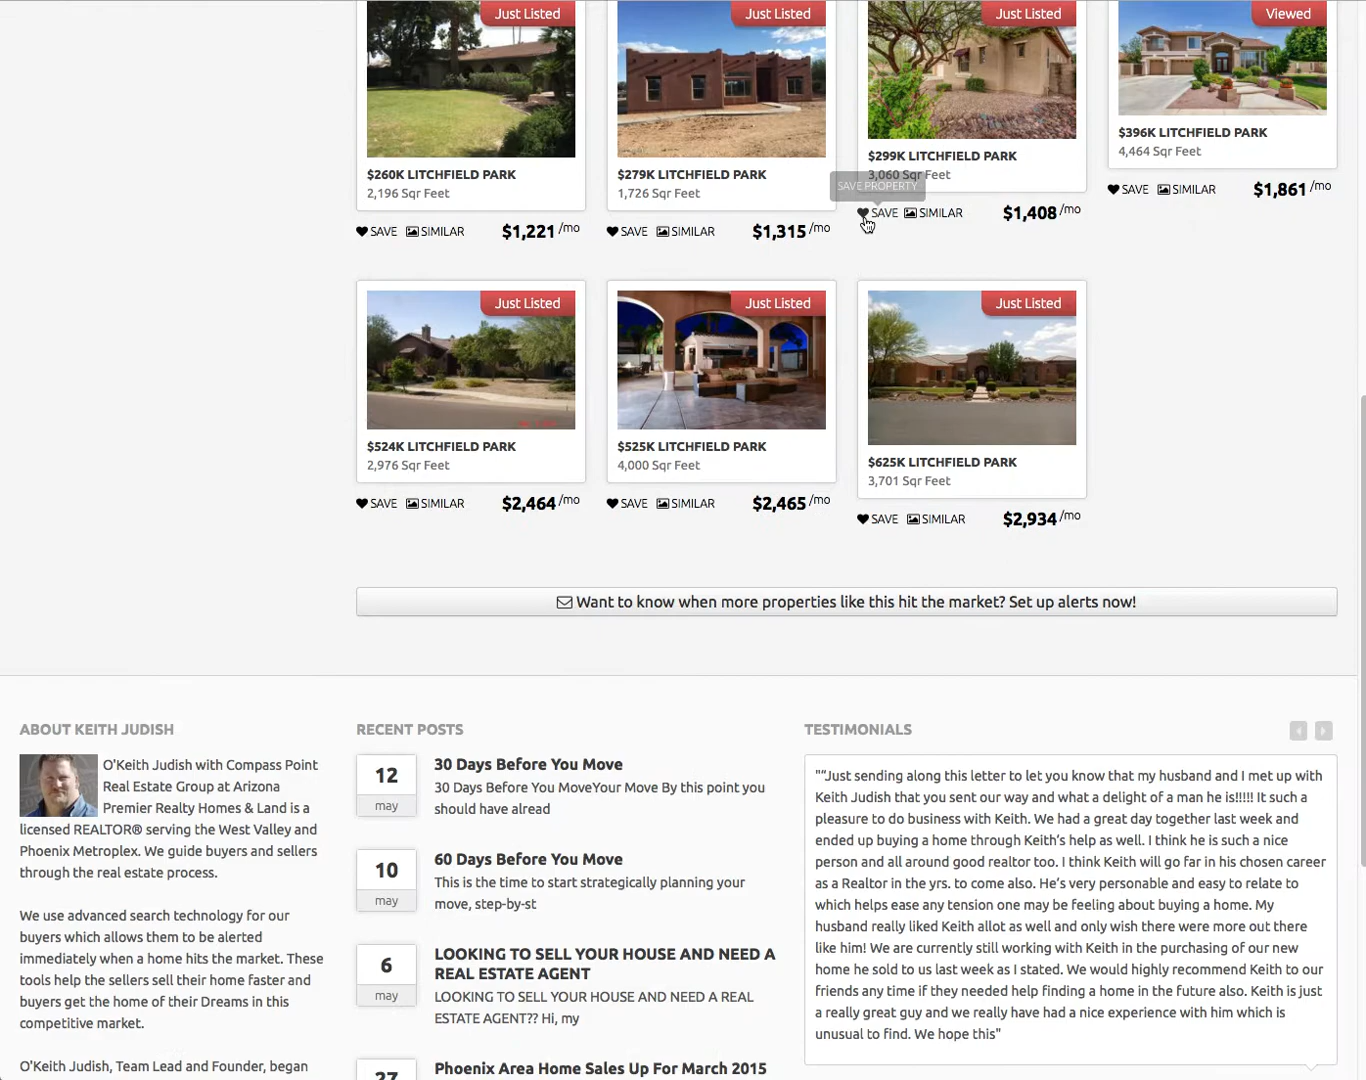 Just Listed
Just Listed
Just Listed
Viewed
$260K LITCHFIELD PARK
2,196 Sqr Feet
SAVE SIMILAR $1,221 /mo
$279K LITCHFIELD PARK
1,726 Sqr Feet
SAVE SIMILAR $1,315 /mo
$299K LITCHFIELD PARK
3,060 Sqr Feet
SAVE PROPERTY
SAVE SIMILAR $1,408 /mo
$396K LITCHFIELD PARK
4,464 Sqr Feet
SAVE SIMILAR $1,861 /mo
Just Listed
Just Listed
Just Listed
$524K LITCHFIELD PARK
2,976 Sqr Feet
SAVE SIMILAR $2,464 /mo
$525K LITCHFIELD PARK
4,000 Sqr Feet
SAVE SIMILAR $2,465 /mo
$625K LITCHFIELD PARK
3,701 Sqr Feet
SAVE SIMILAR $2,934 /mo
Want to know when more properties like this hit the market? Set up alerts now!
ABOUT KEITH JUDISH
O'Keith Judish with Compass Point
Real Estate Group at Arizona
Premier Realty Homes & Land is a
licensed REALTOR® serving the West Valley and
Phoenix Metroplex. We guide buyers and sellers
through the real estate process.
We use advanced search technology for our
buyers which allows them to be alerted
immediately when a home hits the market. These
tools help the sellers sell their home faster and
buyers get the home of their Dreams in this
competitive market.
O'Keith Judish, Team Lead and Founder, began
RECENT POSTS
12
may
30 Days Before You Move
30 Days Before You MoveYour Move By this point you
should have alread
10
may
60 Days Before You Move
This is the time to start strategically planning your
move, step-by-st
6
may
LOOKING TO SELL YOUR HOUSE AND NEED A
REAL ESTATE AGENT
LOOKING TO SELL YOUR HOUSE AND NEED A REAL
ESTATE AGENT?? Hi, my
27
Phoenix Area Home Sales Up For March 2015
TESTIMONIALS
"“Just sending along this letter to let you know that my husband and I met up with
Keith Judish that you sent our way and what a delight of a man he is!!!!! It such a
pleasure to do business with Keith. We had a great day together last week and
ended up buying a home through Keith’s help as well. I think he is such a nice
person and all around good realtor too. I think Keith will go far in his chosen career
as a Realtor in the yrs. to come also. He’s very personable and easy to relate to
which helps ease any tension one may be feeling about buying a home. My
husband really liked Keith allot as well and only wish there were more out there
like him! We are currently still working with Keith in the purchasing of our new
home he sold to us last week as I stated. We would highly recommend Keith to our
friends any time if they needed help finding a home in the future also. Keith is just
a really great guy and we really have had a nice experience with him which is
unusual to find. We hope this"